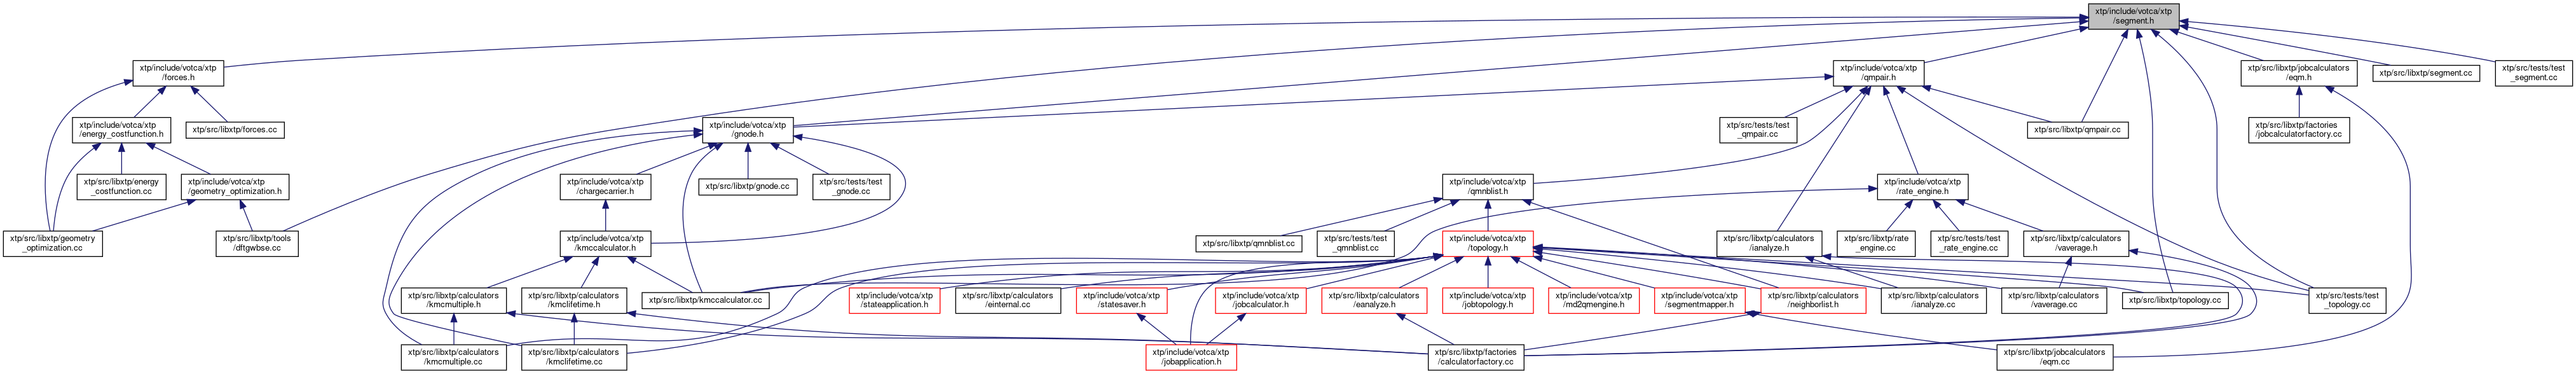 xtp/include/votca/xtp
/segment.h
xtp/include/votca/xtp
/forces.h
xtp/include/votca/xtp
/qmpair.h
xtp/src/libxtp/jobcalculators
/eqm.h
xtp/src/libxtp/segment.cc
xtp/src/tests/test
_segment.cc
xtp/include/votca/xtp
/energy_costfunction.h
xtp/src/libxtp/forces.cc
xtp/include/votca/xtp
/gnode.h
xtp/src/tests/test
_qmpair.cc
xtp/src/libxtp/qmpair.cc
xtp/src/libxtp/factories
/jobcalculatorfactory.cc
xtp/src/libxtp/energy
_costfunction.cc
xtp/include/votca/xtp
/geometry_optimization.h
xtp/include/votca/xtp
/chargecarrier.h
xtp/src/libxtp/gnode.cc
xtp/src/tests/test
_gnode.cc
xtp/include/votca/xtp
/qmnblist.h
xtp/include/votca/xtp
/rate_engine.h
xtp/src/libxtp/geometry
_optimization.cc
xtp/src/libxtp/tools
/dftgwbse.cc
xtp/include/votca/xtp
/kmccalculator.h
xtp/src/libxtp/qmnblist.cc
xtp/src/tests/test
_qmnblist.cc
xtp/include/votca/xtp
/topology.h
xtp/src/libxtp/calculators
/ianalyze.h
xtp/src/libxtp/rate
_engine.cc
xtp/src/tests/test
_rate_engine.cc
xtp/src/libxtp/calculators
/vaverage.h
xtp/src/libxtp/calculators
/kmcmultiple.h
xtp/src/libxtp/calculators
/kmclifetime.h
xtp/src/libxtp/kmccalculator.cc
xtp/include/votca/xtp
/stateapplication.h
xtp/src/libxtp/calculators
/einternal.cc
xtp/include/votca/xtp
/statesaver.h
xtp/include/votca/xtp
/jobcalculator.h
xtp/src/libxtp/calculators
/eanalyze.h
xtp/include/votca/xtp
/jobtopology.h
xtp/include/votca/xtp
/md2qmengine.h
xtp/include/votca/xtp
/segmentmapper.h
xtp/src/libxtp/calculators
/neighborlist.h
xtp/src/libxtp/calculators
/ianalyze.cc
xtp/src/libxtp/calculators
/vaverage.cc
xtp/src/libxtp/topology.cc
xtp/src/tests/test
_topology.cc
xtp/src/libxtp/calculators
/kmcmultiple.cc
xtp/src/libxtp/calculators
/kmclifetime.cc
xtp/include/votca/xtp
/jobapplication.h
xtp/src/libxtp/factories
/calculatorfactory.cc
xtp/src/libxtp/jobcalculators
/eqm.cc